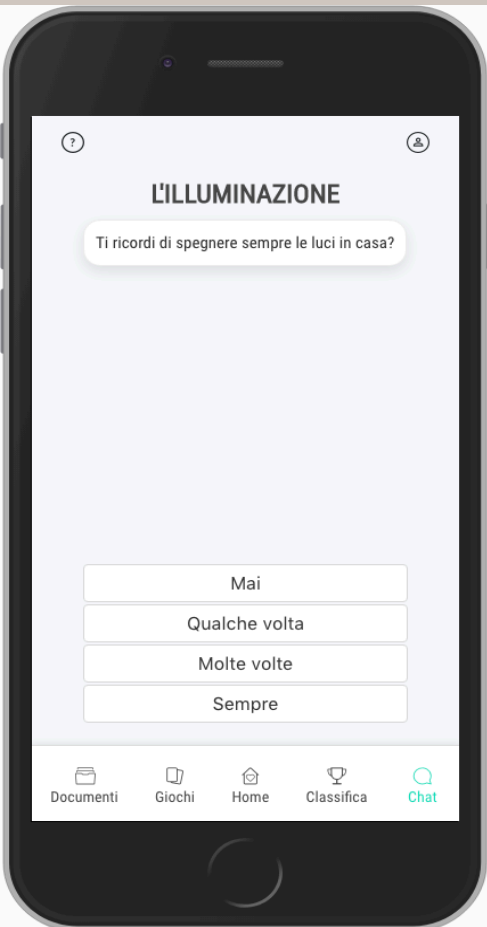 ?
L'ILLUMINAZIONE
Ti ricordi di spegnere sempre le luci in casa?
Mai
Qualche volta
Molte volte
Sempre
Documenti
Giochi
Home
Classifica
Chat